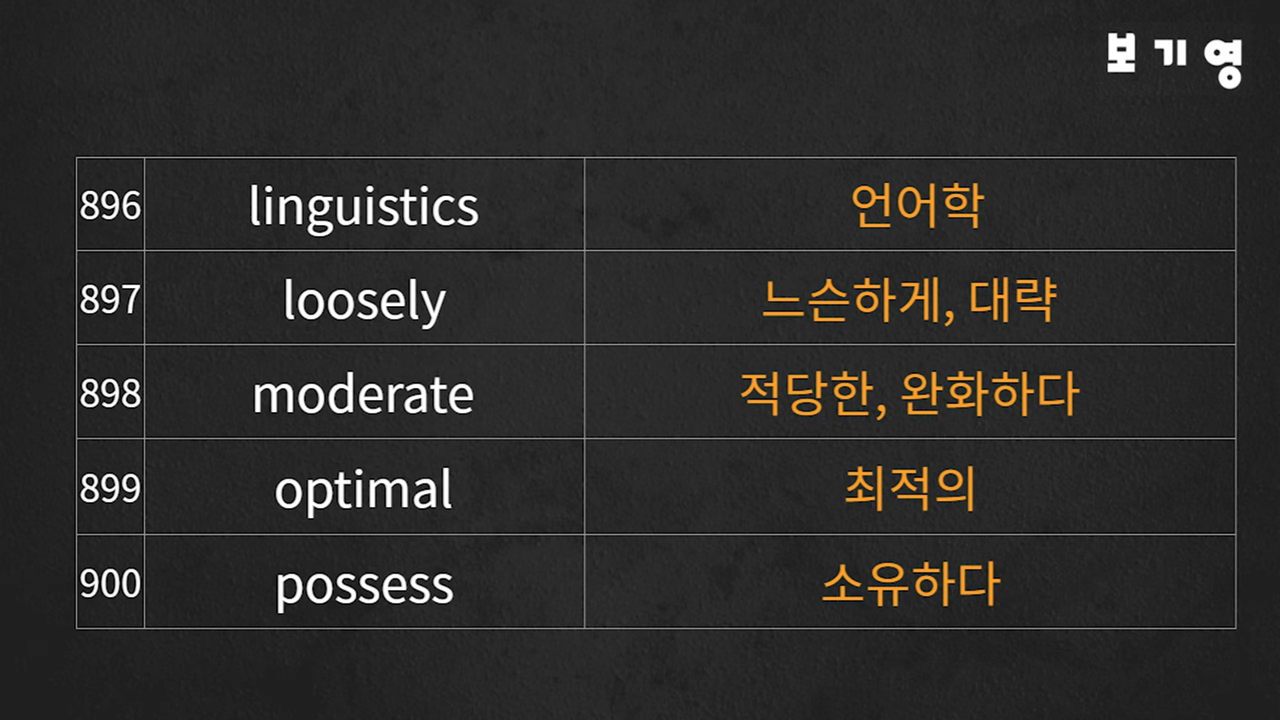 보기영
896 linguistics 언어학
897 loosely 느슨하게, 대략
898 moderate 적당한, 완화하다
899 optimal 최적의
900 possess 소유하다